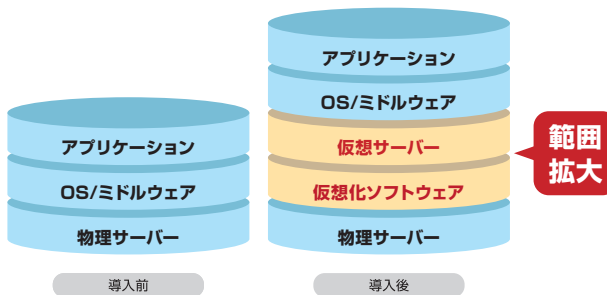 アプリケーション
OS/ミドルウェア
物理サーバー
導入前
アプリケーション
OS/ミドルウェア
仮想サーバー
仮想化ソフトウェア
物理サーバー
導入後
範囲
拡大